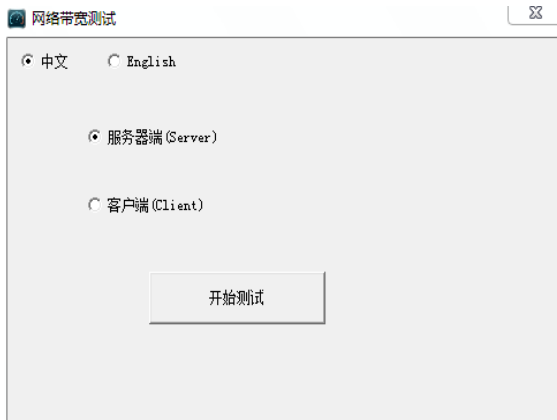 网络带宽测试
中文 English
服务器端(Server)
客户端(Client)
开始测试